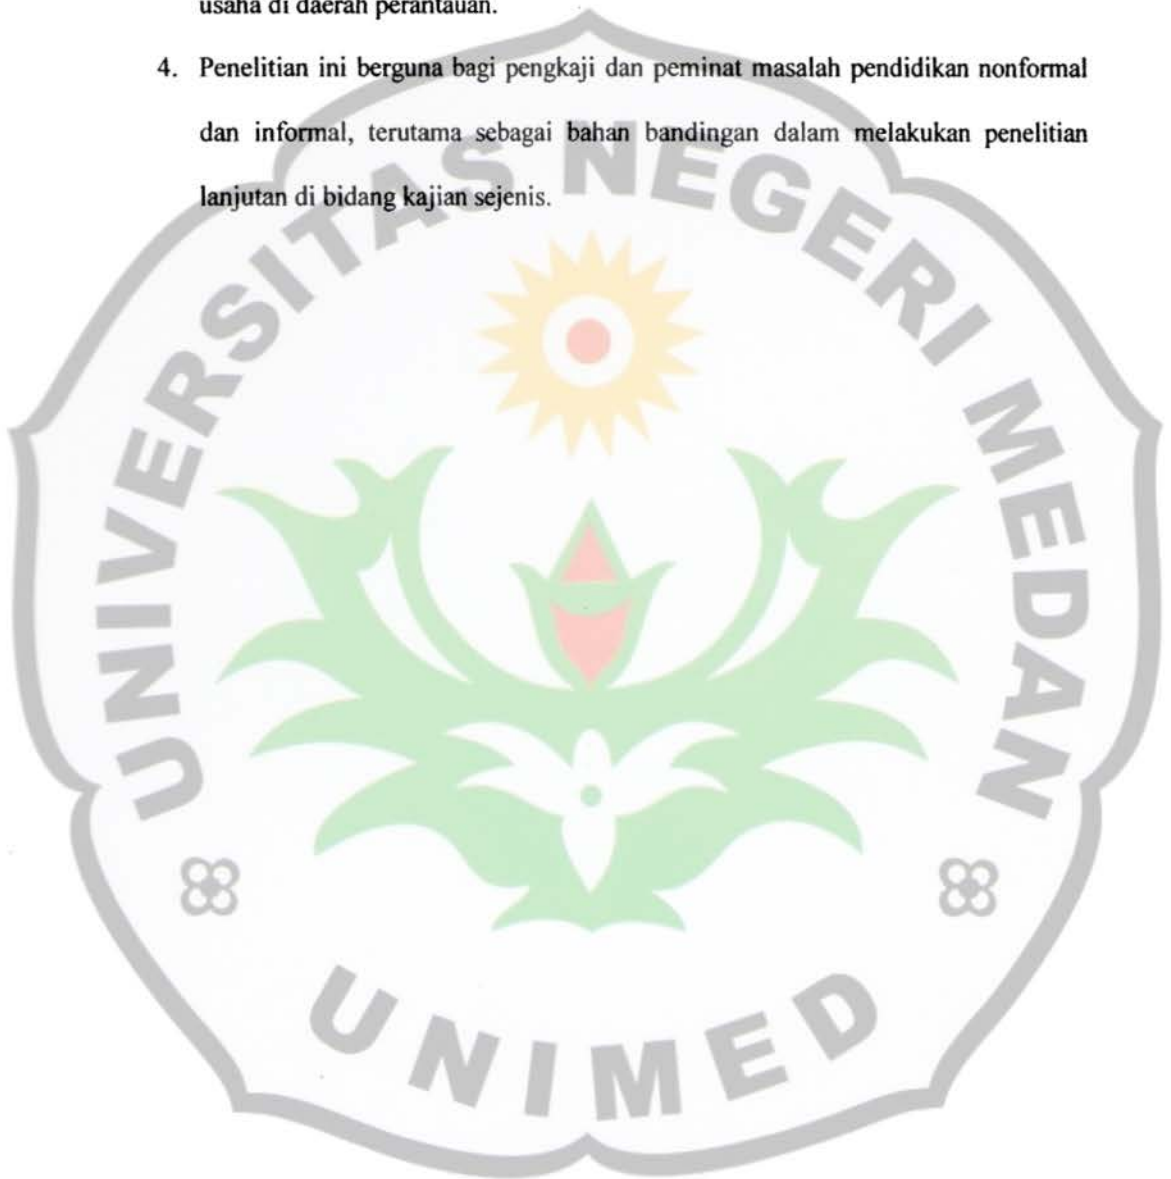 usaha di daerah perantauan.
4. Penelitian ini berguna bagi pengkaji dan peminat masalah pendidikan nonformal
dan informal, terutama sebagai bahan bandingan dalam melakukan penelitian
lanjutan di bidang kajian sejenis.
UNIVERSITAS NEGERI MEDAN
UNIMED